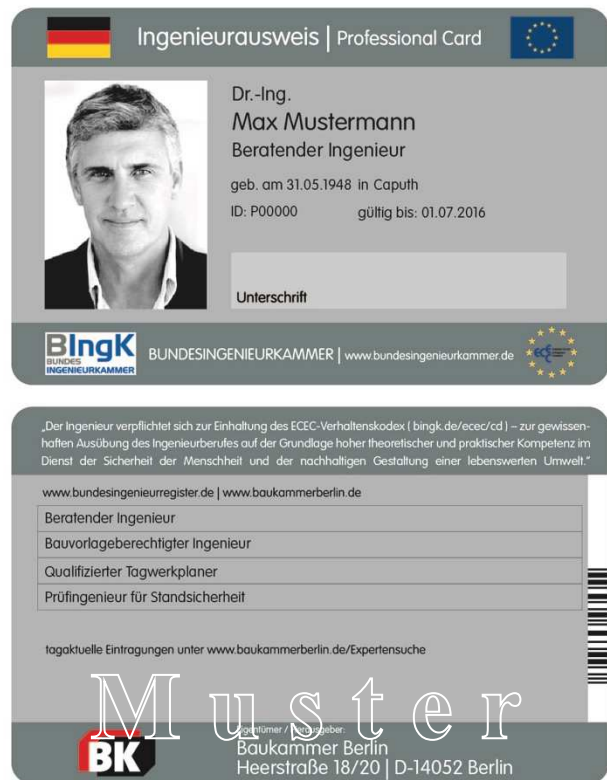 Ingenieurausweis | Professional Card
Dr.-Ing.
Max Mustermann
Beratender Ingenieur
geb. am 31.05.1948 in Caputh
ID: P00000 gültig bis: 01.07.2016
Unterschrift
BIngK
BUNDES
INGENIEURKAMMER
BUNDESINGENIEURKAMMER | www.bundesingenieurkammer.de
ecec
„Der Ingenieur verpflichtet sich zur Einhaltung des ECEC-Verhaltenskodex ( bingk.de/ecec/cd ) – zur gewissen-
haften Ausübung des Ingenieurberufes auf der Grundlage hoher theoretischer und praktischer Kompetenz im
Dienst der Sicherheit der Menschheit und der nachhaltigen Gestaltung einer lebenswerten Umwelt."
www.bundesingenieurregister.de | www.baukammerberlin.de
Beratender Ingenieur
Bauvorlageberechtigter Ingenieur
Qualifizierter Tagwerkplaner
Prüfingenieur für Standsicherheit
tagaktuelle Eintragungen unter www.baukammerberlin.de/Expertensuche
Muster
Eigentümer / Herausgeber:
BK
Baukammer Berlin
Heerstraße 18/20 | D-14052 Berlin